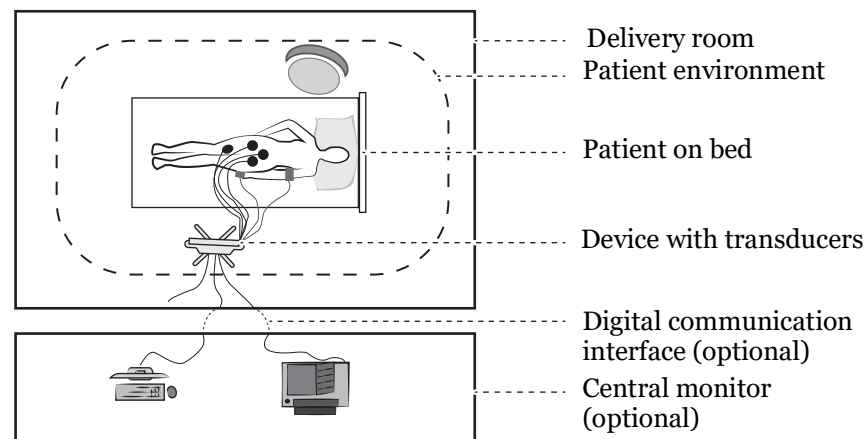 Delivery room
Patient environment
Patient on bed
Device with transducers
Digital communication
interface (optional)
Central monitor
(optional)